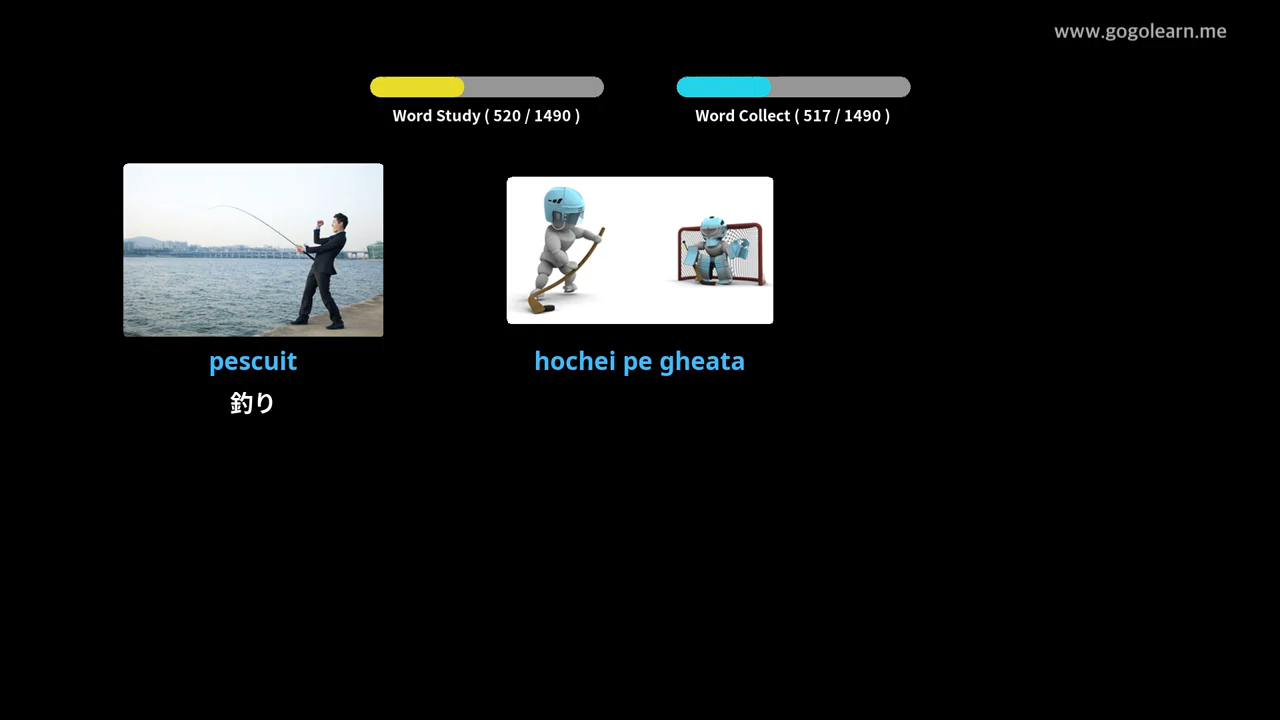 www.gogolearn.me
Word Study ( 520 / 1490 )
Word Collect ( 517 / 1490 )
pescuit
hochei pe gheata
釣り